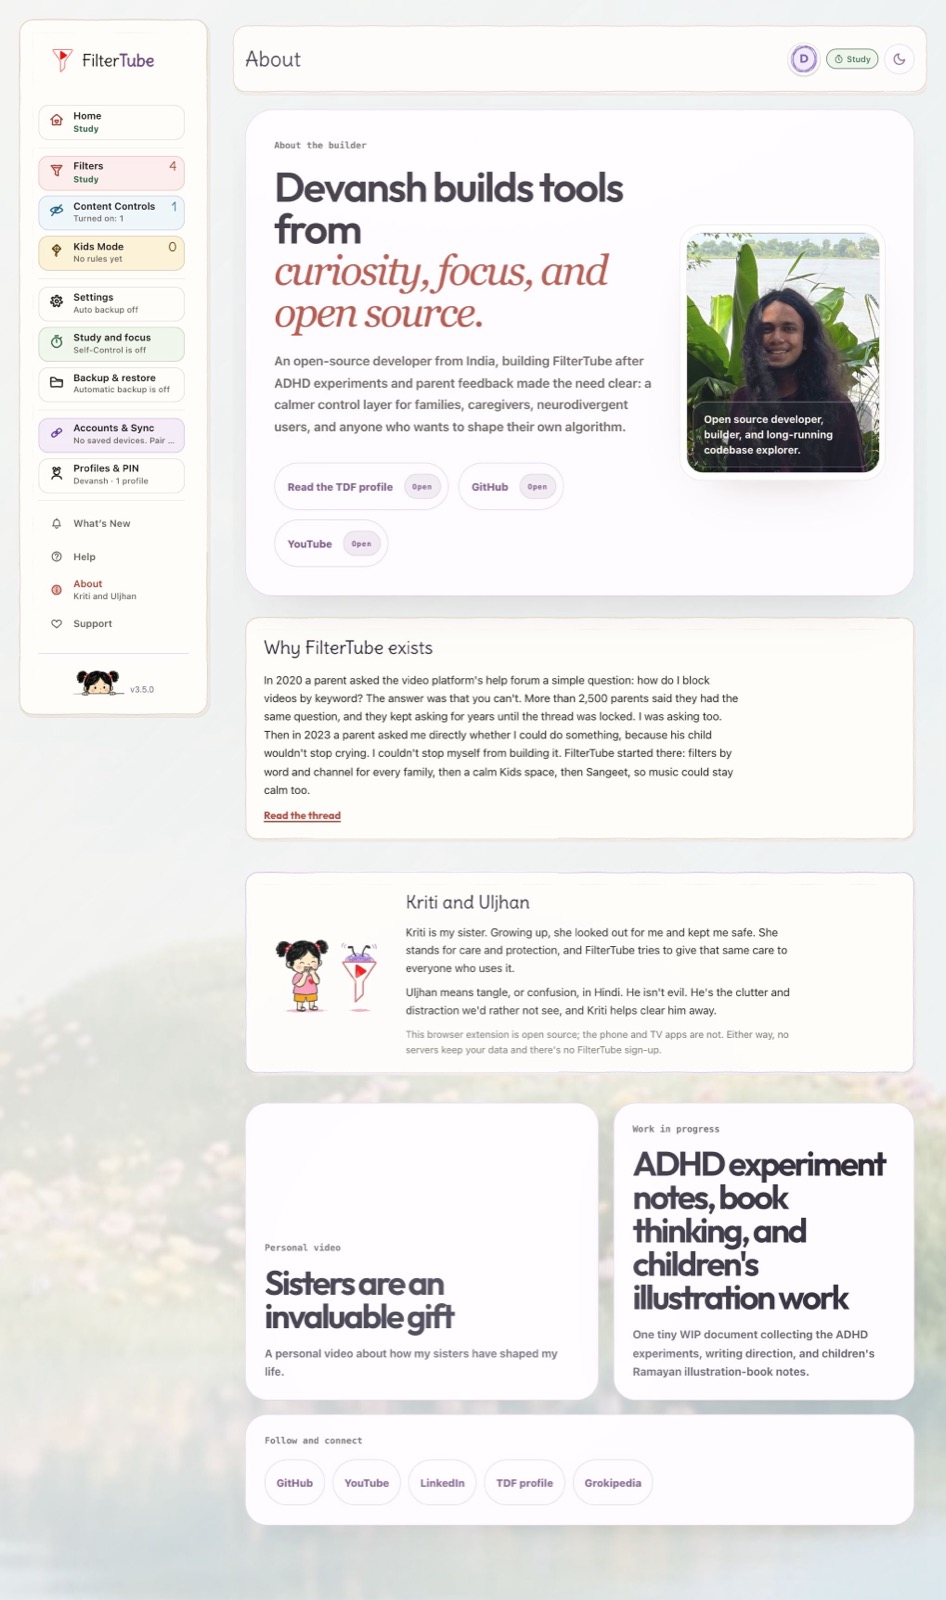 FilterTube
Home
Study
Filters
4
Study
Content Controls
1
Turned on: 1
Kids Mode
0
No rules yet
Settings
Auto backup off
Study and focus
Self-Control is off
Backup & restore
Automatic backup is off
Accounts & Sync
No saved devices. Pair ...
Profiles & PIN
Devansh · 1 profile
What's New
Help
About
Kriti and Uljhan
Support
v3.5.0
About
D
Study
About the builder
Devansh builds tools
from
curiosity, focus, and
open source.
An open-source developer from India, building FilterTube after
ADHD experiments and parent feedback made the need clear: a
calmer control layer for families, caregivers, neurodivergent
users, and anyone who wants to shape their own algorithm.
Read the TDF profile Open
GitHub Open
YouTube Open
Open source developer,
builder, and long-running
codebase explorer.
Why FilterTube exists
In 2020 a parent asked the video platform's help forum a simple question: how do I block
videos by keyword? The answer was that you can't. More than 2,500 parents said they had the
same question, and they kept asking for years until the thread was locked. I was asking too.
Then in 2023 a parent asked me directly whether I could do something, because his child
wouldn't stop crying. I couldn't stop myself from building it. FilterTube started there: filters by
word and channel for every family, then a calm Kids space, then Sangeet, so music could stay
calm too.
Read the thread
Kriti and Uljhan
Kriti is my sister. Growing up, she looked out for me and kept me safe. She
stands for care and protection, and FilterTube tries to give that same care to
everyone who uses it.
Uljhan means tangle, or confusion, in Hindi. He isn't evil. He's the clutter and
distraction we'd rather not see, and Kriti helps clear him away.
This browser extension is open source; the phone and TV apps are not. Either way, no
servers keep your data and there's no FilterTube sign-up.
Personal video
Sisters are an
invaluable gift
A personal video about how my sisters have shaped my
life.
Work in progress
ADHD experiment
notes, book
thinking, and
children's
illustration work
One tiny WIP document collecting the ADHD
experiments, writing direction, and children's
Ramayan illustration-book notes.
Follow and connect
GitHub
YouTube
LinkedIn
TDF profile
Grokipedia